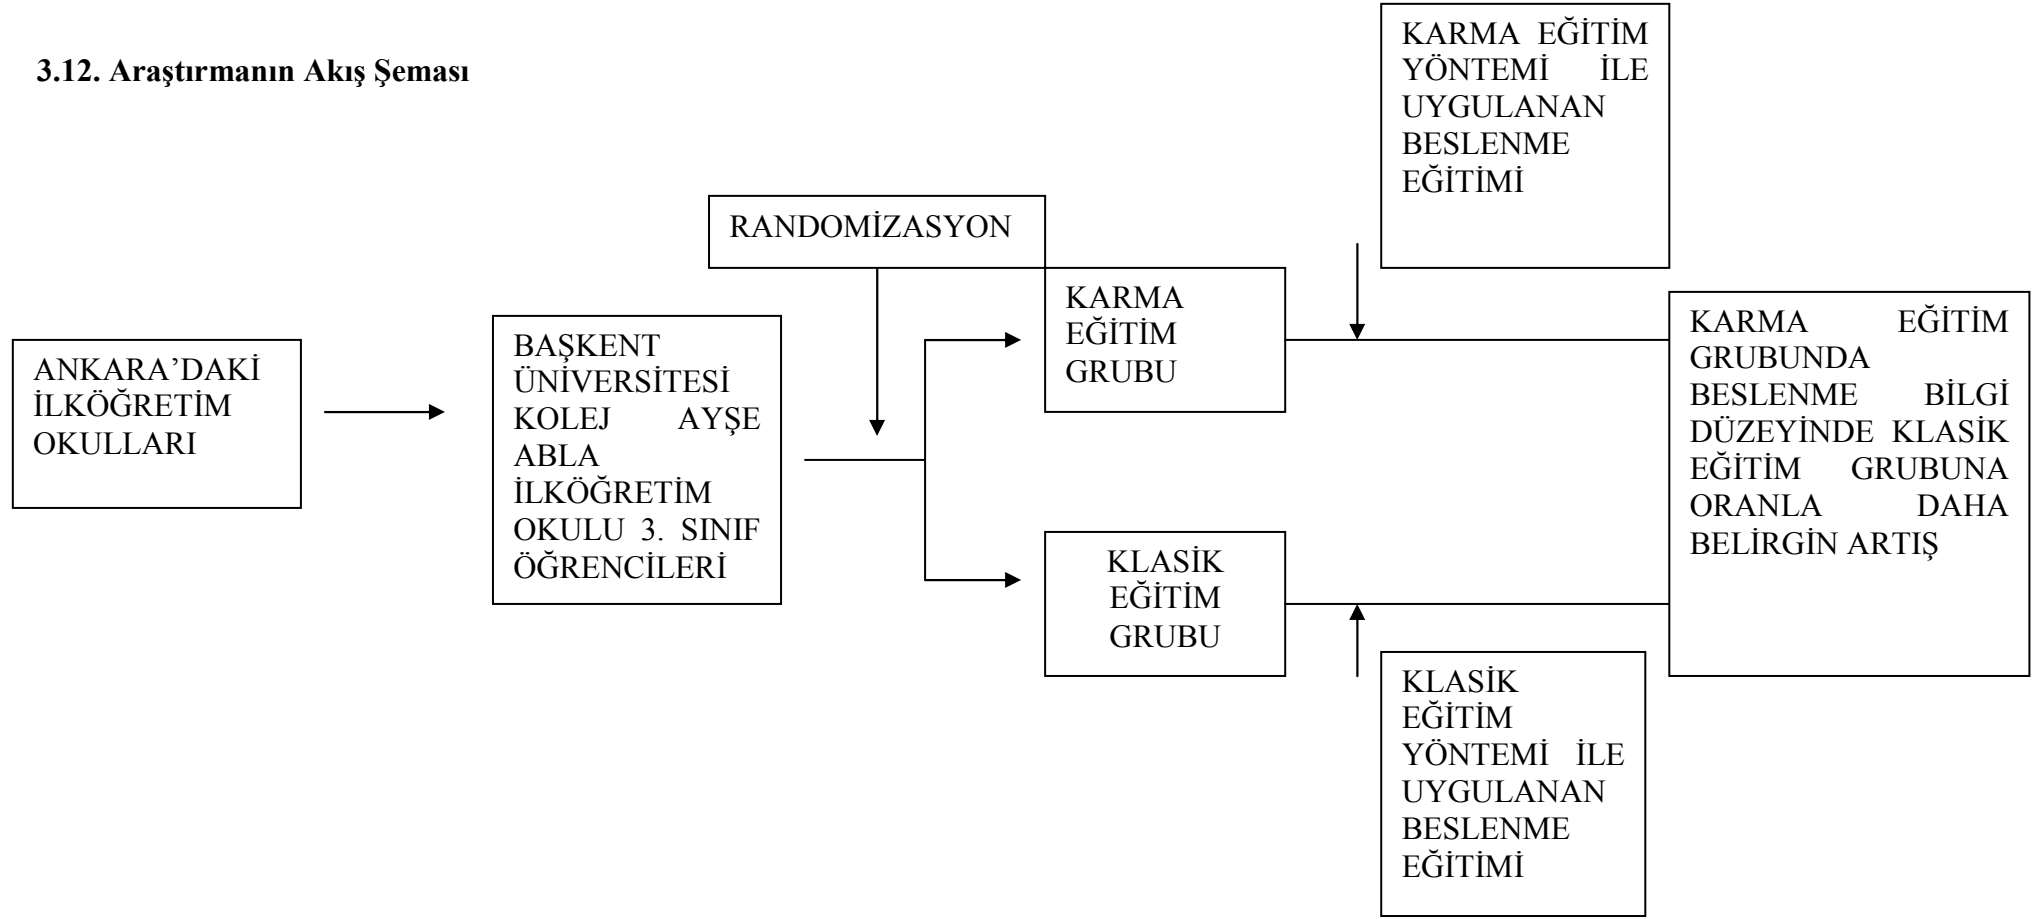 3.12. Araştırmanın Akış Şeması
ANKARA’DAKİ
İLKÖĞRETİM
OKULLARI
BAŞKENT
ÜNİVERSİTESİ
KOLEJ AYŞE
ABLA
İLKÖĞRETİM
OKULU 3. SINIF
ÖĞRENCİLERİ
RANDOMİZASYON
KARMA
EĞİTİM
GRUBU
KLASİK
EĞİTİM
GRUBU
KARMA EĞİTİM
YÖNTEMİ İLE
UYGULANAN
BESLENME
EĞİTİMİ
KLASİK
EĞİTİM
YÖNTEMİ İLE
UYGULANAN
BESLENME
EĞİTİMİ
KARMA EĞİTİM
GRUBUNDA
BESLENME BİLGİ
DÜZEYİNDE KLASİK
EĞİTİM GRUBUNA
ORANLA DAHA
BELİRGİN ARTIŞ